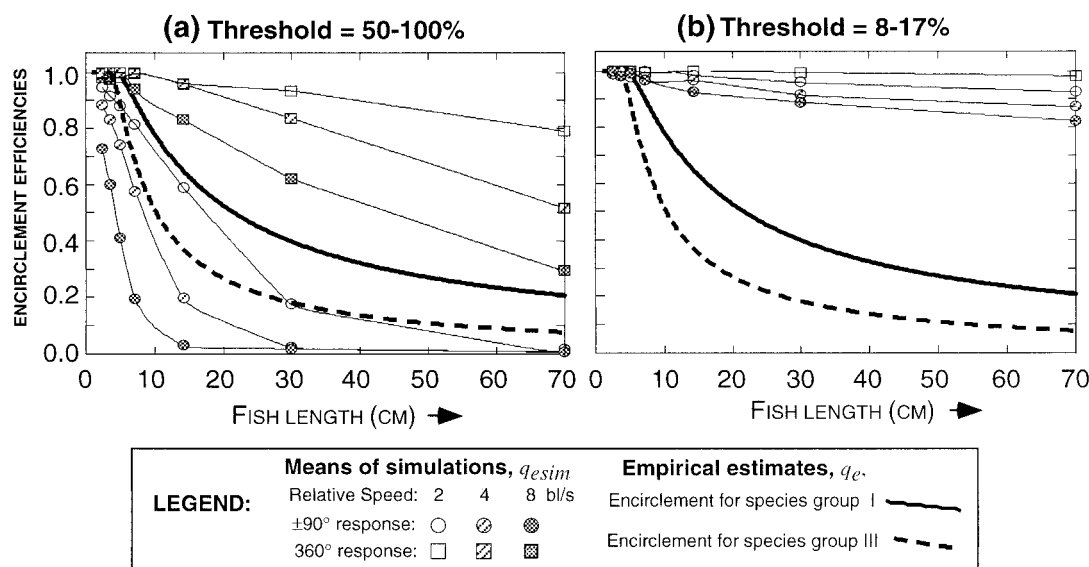 (a) Threshold = 50-100%
(b) Threshold = 8-17%
ENCIRCLEMENT EFFICIENCIES
1.0
0.8
0.6
0.4
0.2
0.0
0 10 20 30 40 50 60 70
0 10 20 30 40 50 60 70
FISH LENGTH (CM)
FISH LENGTH (CM)
LEGEND:
Means of simulations, qesim
Relative Speed: 2 4 8 bl/s
±90° response:
360° response:
Empirical estimates, qe.
Encirclement for species group I
Encirclement for species group III